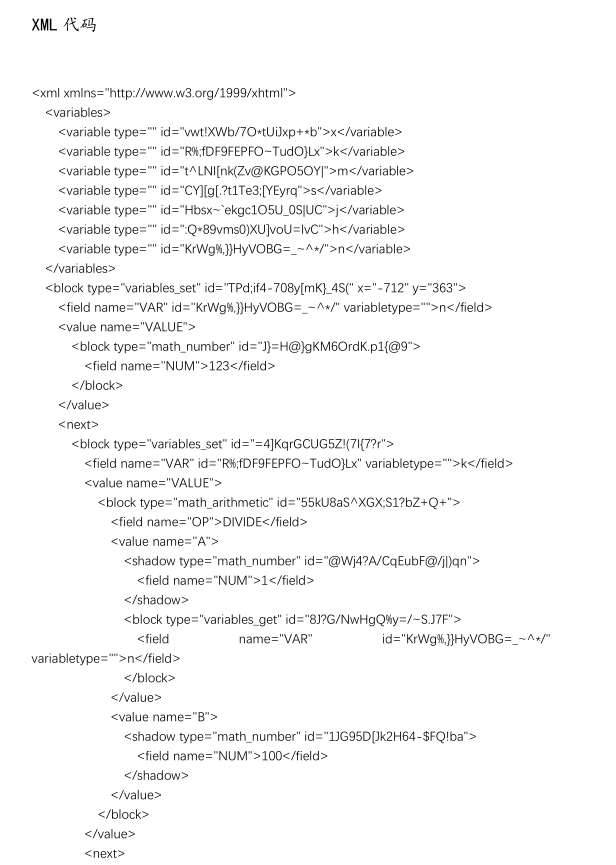 XML 代码
<xml xmlns="http://www.w3.org/1999/xhtml">
<variables>
<variable type="" id="vwt!XWb/7O*tUiJxp+*b">x</variable>
<variable type="" id="R%;fDF9FEPFO~TudO}Lx">k</variable>
<variable type="" id="t^LNI[nk(Zv@KGPO5OY|">m</variable>
<variable type="" id="CY][g[.?t1Te3;[YEyrq">s</variable>
<variable type="" id="Hbsx~`ekgc1O5U_0S|UC">j</variable>
<variable type="" id=":Q*89vms0)XU]voU=IvC">h</variable>
<variable type="" id="KrWg%,}}HyVOBG=_~^*/">n</variable>
</variables>
<block type="variables_set" id="TPd;if4-708y[mK}_4S(" x="-712" y="363">
<field name="VAR" id="KrWg%,}}HyVOBG=_~^*/" variabletype="">n</field>
<value name="VALUE">
<block type="math_number" id="J}=H@}gKM6OrdK.p1{@9">
<field name="NUM">123</field>
</block>
</value>
<next>
<block type="variables_set" id="=4]KqrGCUG5Z!(7I{7?r">
<field name="VAR" id="R%;fDF9FEPFO~TudO}Lx" variabletype="">k</field>
<value name="VALUE">
<block type="math_arithmetic" id="55kU8aS^XGX;S1?bZ+Q+">
<field name="OP">DIVIDE</field>
<value name="A">
<shadow type="math_number" id="@Wj4?A/CqEubF@/j|)qn">
<field name="NUM">1</field>
</shadow>
<block type="variables_get" id="8J?G/NwHgQ%y=/~S.J7F">
<field name="VAR" id="KrWg%,}}HyVOBG=_~^*/"
variabletype="">n</field>
</block>
</value>
<value name="B">
<shadow type="math_number" id="1JG95D[Jk2H64-$FQ!ba">
<field name="NUM">100</field>
</shadow>
</value>
</block>
</value>
<next>